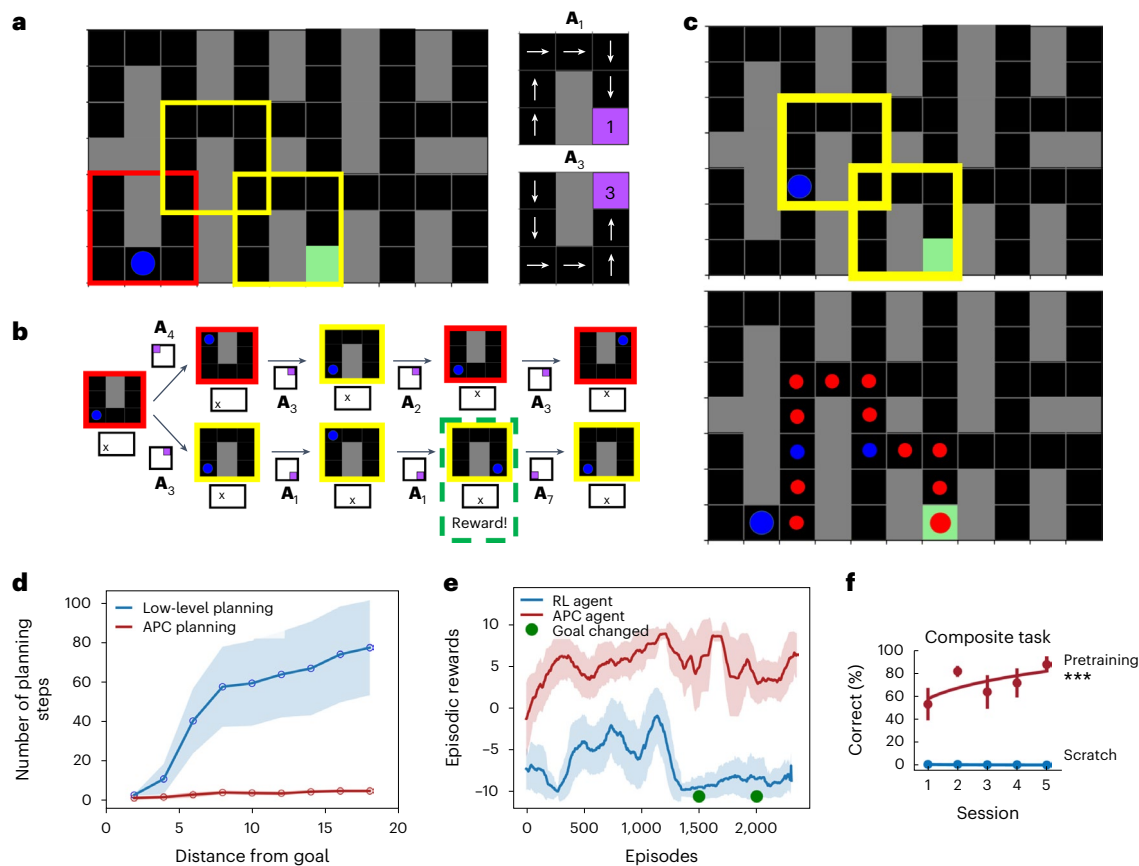 a
A1
1
A3
3
c
b
A4
A3
A2
A3
x
x
x
x
x
A3
A1
A1
A7
x
x
x
x
Reward!
d
Number of planning
steps
100
80
60
40
20
0
Low-level planning
APC planning
0
5
10
15
20
Distance from goal
e
Episodic rewards
10
5
0
−5
−10
RL agent
APC agent
Goal changed
0
500
1,000
1,500
2,000
Episodes
f
Composite task
Correct (%)
100
80
60
40
20
0
Pretraining
***
Scratch
1
2
3
4
5
Session